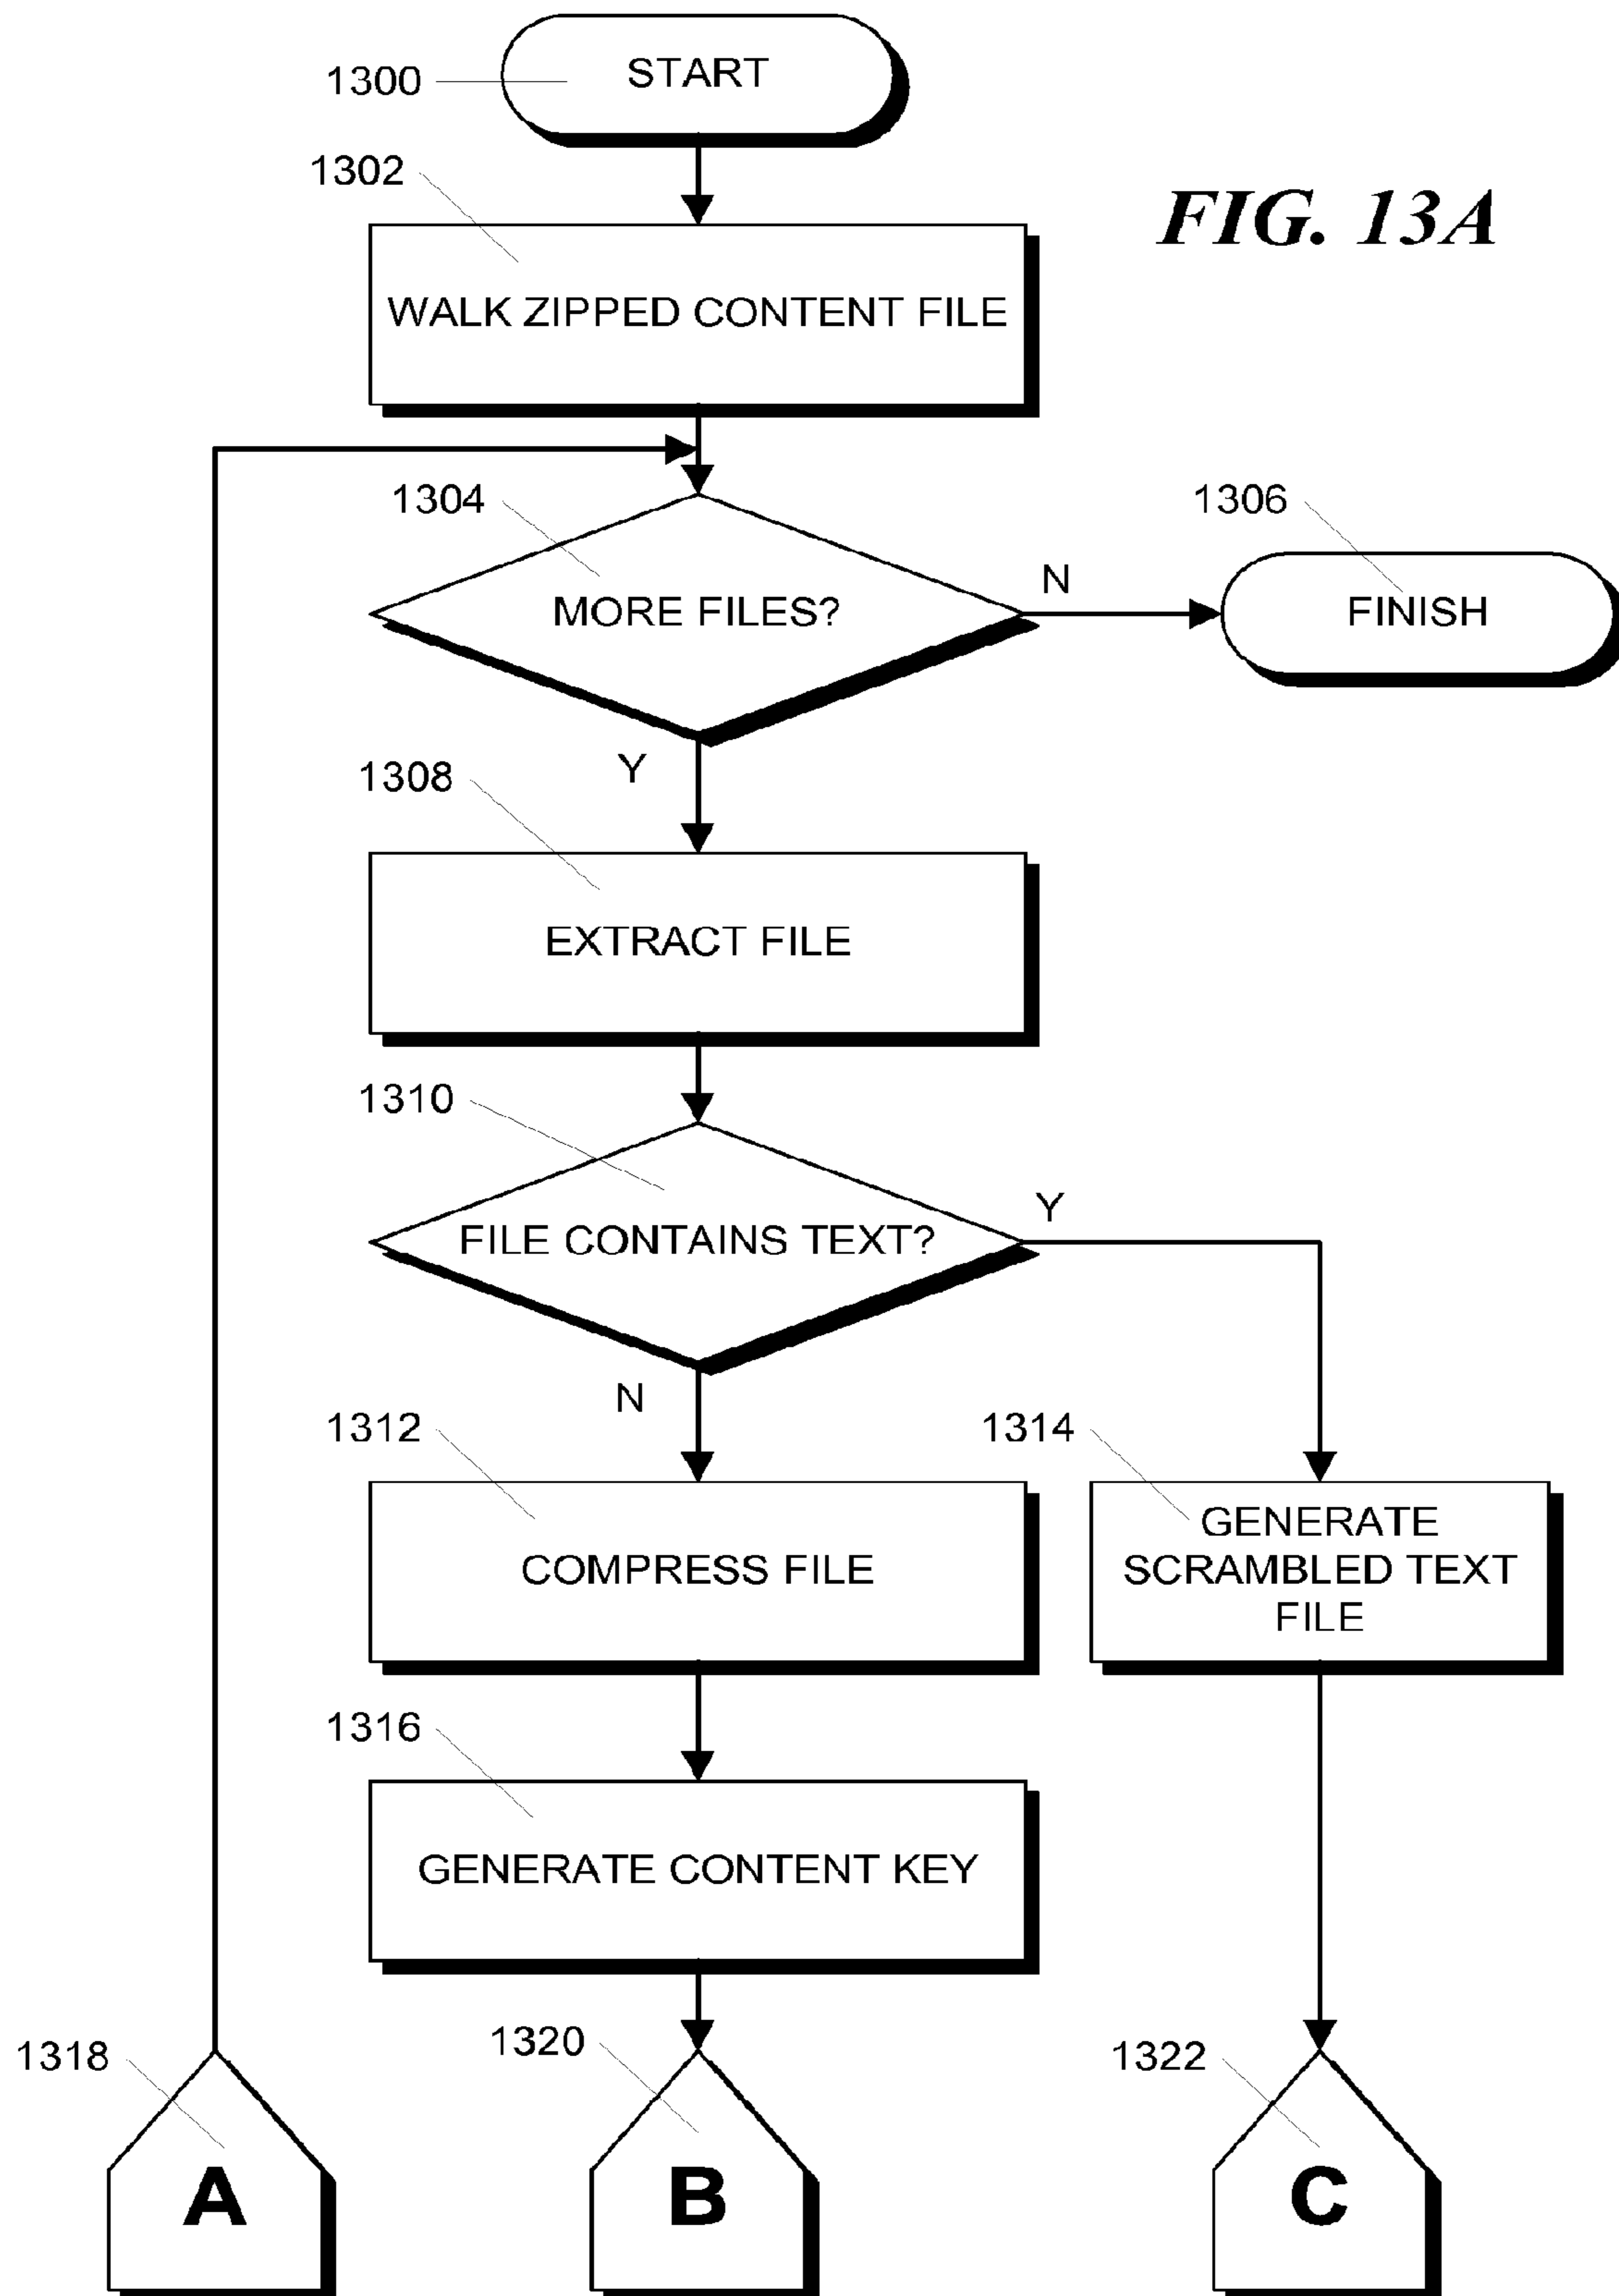 1300
START
1302
FIG. 13A
WALK ZIPPED CONTENT FILE
1304
1306
MORE FILES?
N
FINISH
Y
1308
EXTRACT FILE
1310
FILE CONTAINS TEXT?
Y
N
1312
1314
COMPRESS FILE
GENERATE
SCRAMBLED TEXT
FILE
1316
GENERATE CONTENT KEY
1318
1320
1322
A
B
C